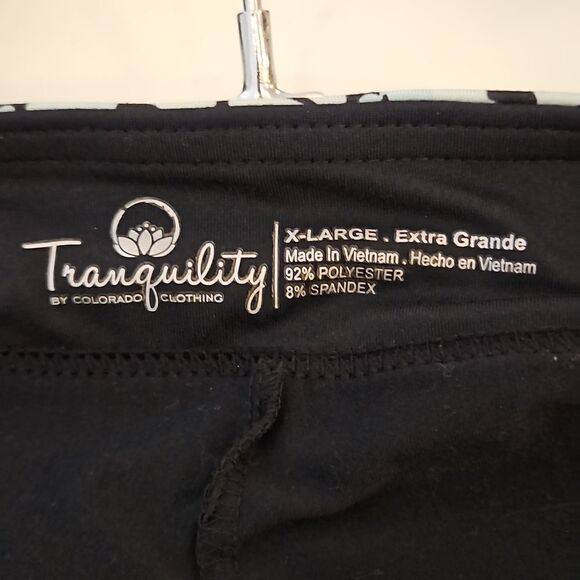 Tranquility
BY COLORADO CLOTHING
X-LARGE . Extra Grande
Made In Vietnam . Hecho en Vietnam
92% POLYESTER
8% SPANDEX